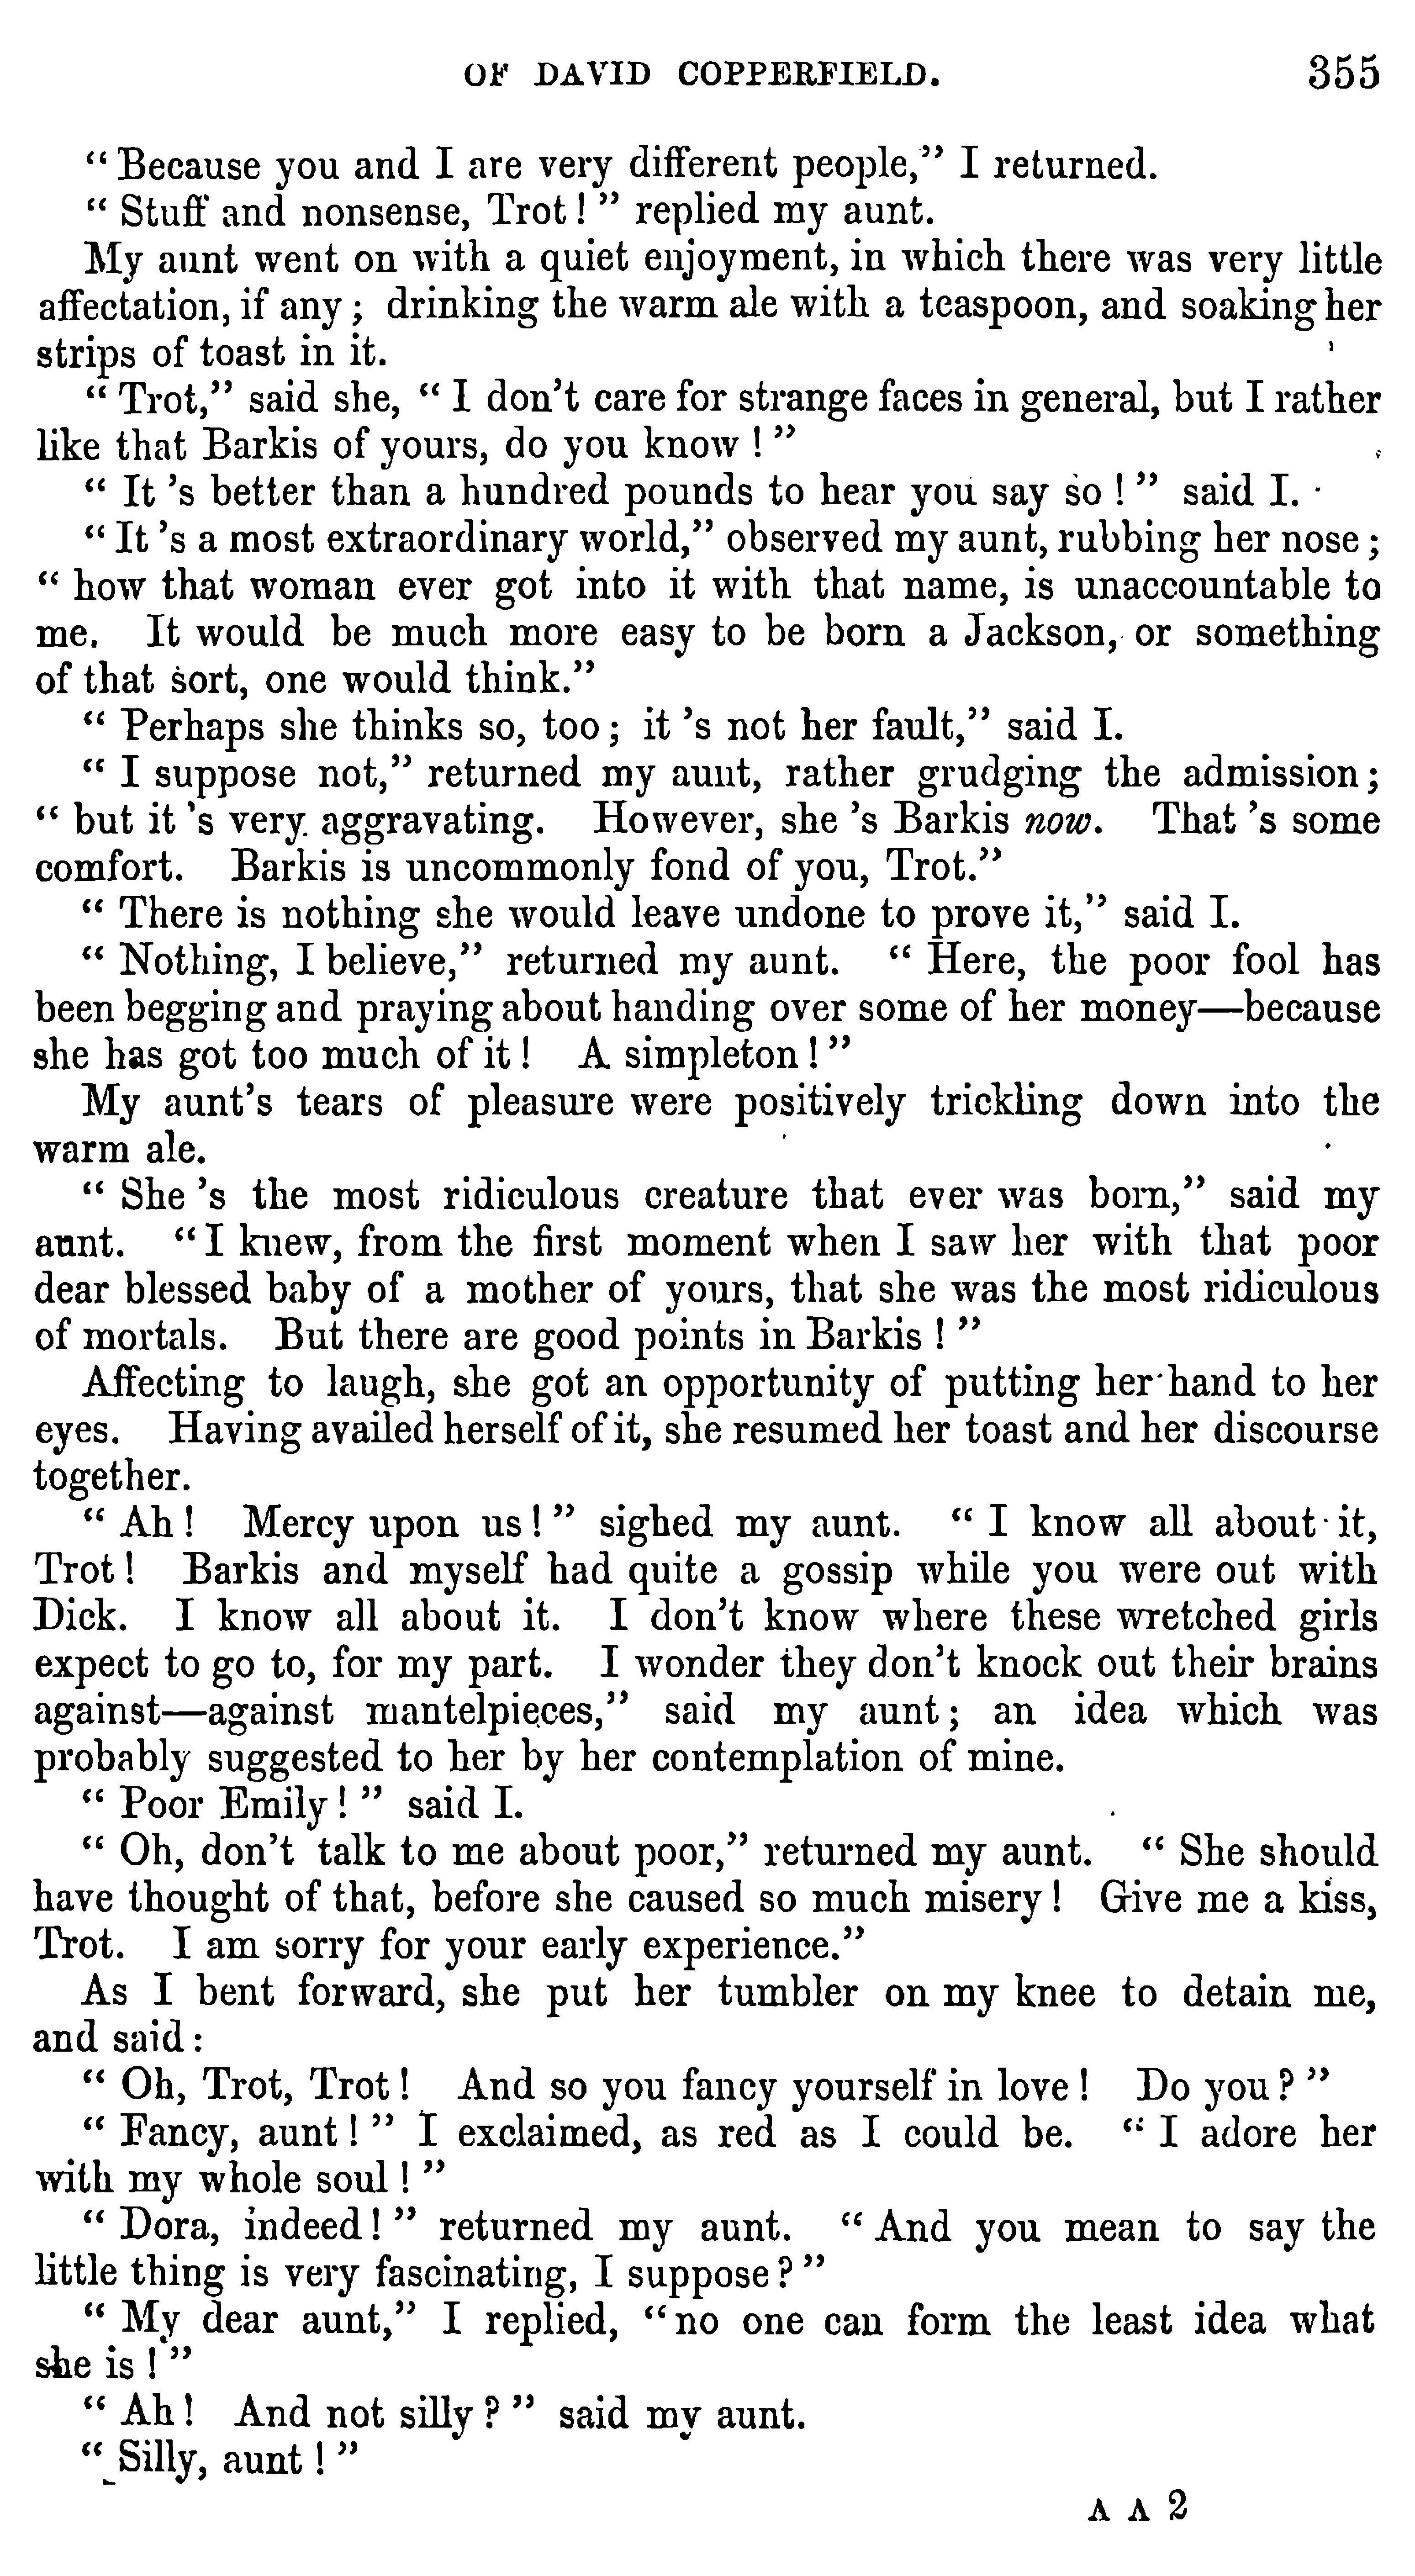 OF DAVID COPPERFIELD. 355
“Because you and I are very different people,” I returned.
“Stuff and nonsense, Trot!” replied my aunt.
My aunt went on with a quiet enjoyment, in which there was very little
affectation, if any; drinking the warm ale with a teaspoon, and soaking her
strips of toast in it.
“Trot,” said she, “I don’t care for strange faces in general, but I rather
like that Barkis of yours, do you know!”
“It ’s better than a hundred pounds to hear you say so!” said I.
“It ’s a most extraordinary world,” observed my aunt, rubbing her nose;
“how that woman ever got into it with that name, is unaccountable to
me. It would be much more easy to be born a Jackson, or something
of that sort, one would think.”
“Perhaps she thinks so, too; it ’s not her fault,” said I.
“I suppose not,” returned my aunt, rather grudging the admission;
“but it ’s very aggravating. However, she ’s Barkis now. That ’s some
comfort. Barkis is uncommonly fond of you, Trot.”
“There is nothing she would leave undone to prove it,” said I.
“Nothing, I believe,” returned my aunt. “Here, the poor fool has
been begging and praying about handing over some of her money—because
she has got too much of it! A simpleton!”
My aunt’s tears of pleasure were positively trickling down into the
warm ale.
“She ’s the most ridiculous creature that ever was born,” said my
aunt. “I knew, from the first moment when I saw her with that poor
dear blessed baby of a mother of yours, that she was the most ridiculous
of mortals. But there are good points in Barkis!”
Affecting to laugh, she got an opportunity of putting her hand to her
eyes. Having availed herself of it, she resumed her toast and her discourse
together.
“Ah! Mercy upon us!” sighed my aunt. “I know all about it,
Trot! Barkis and myself had quite a gossip while you were out with
Dick. I know all about it. I don’t know where these wretched girls
expect to go to, for my part. I wonder they don’t knock out their brains
against—against mantelpieces,” said my aunt; an idea which was
probably suggested to her by her contemplation of mine.
“Poor Emily!” said I.
“Oh, don’t talk to me about poor,” returned my aunt. “She should
have thought of that, before she caused so much misery! Give me a kiss,
Trot. I am sorry for your early experience.”
As I bent forward, she put her tumbler on my knee to detain me,
and said:
“Oh, Trot, Trot! And so you fancy yourself in love! Do you?”
“Fancy, aunt!” I exclaimed, as red as I could be. “I adore her
with my whole soul!”
“Dora, indeed!” returned my aunt. “And you mean to say the
little thing is very fascinating, I suppose?”
“My dear aunt,” I replied, “no one can form the least idea what
she is!”
“Ah! And not silly?” said my aunt.
“Silly, aunt!”
A A 2